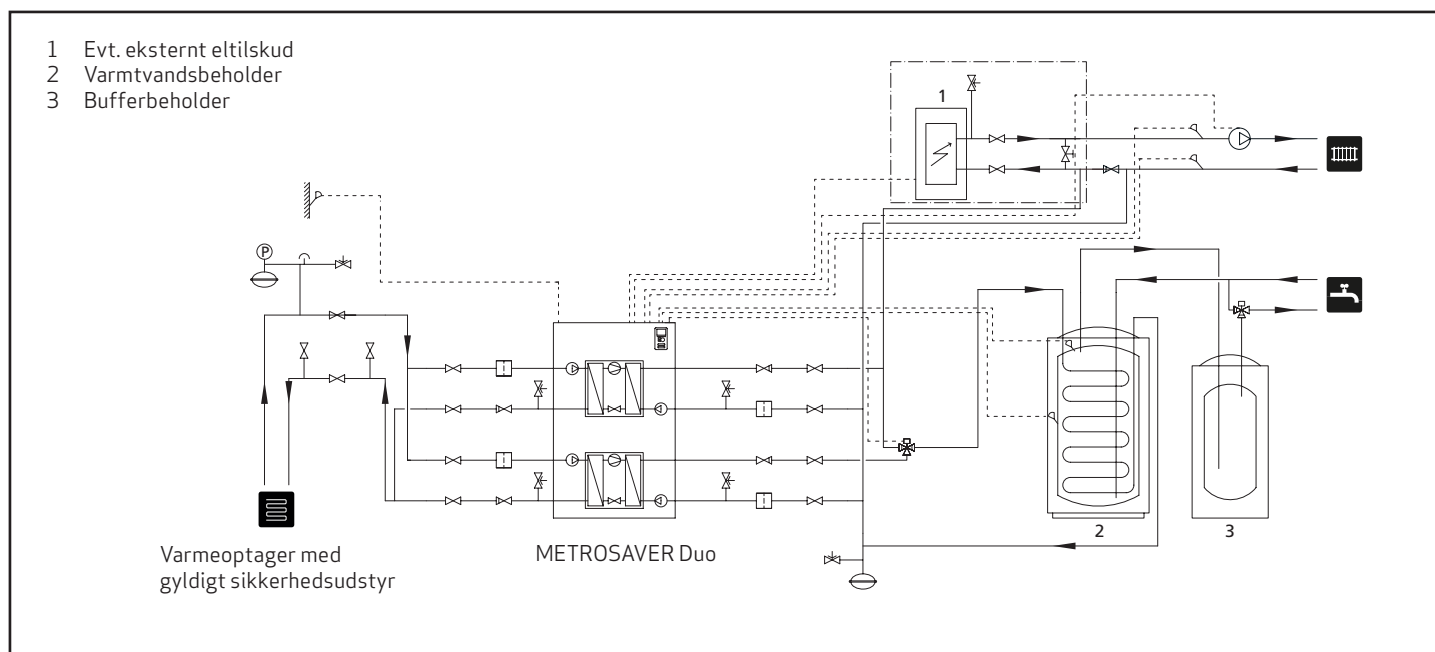 1 Evt. eksternt eltilskud
2 Varmtvandsbeholder
3 Bufferbeholder
1
P
2
3
METROSAVER Duo
Varmeoptager med
gyldigt sikkerhedsudstyr